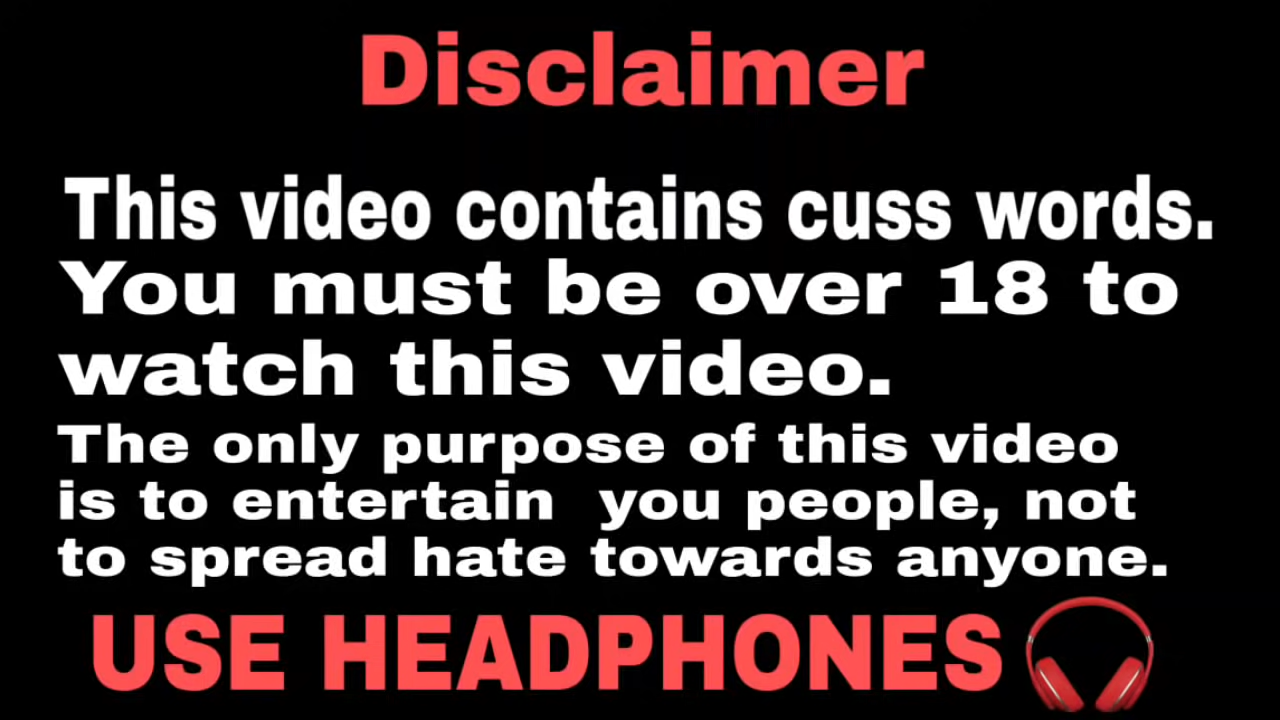 Disclaimer
This video contains cuss words.
You must be over 18 to
watch this video.
The only purpose of this video
is to entertain  you people, not
to spread hate towards anyone.
USE HEADPHONES